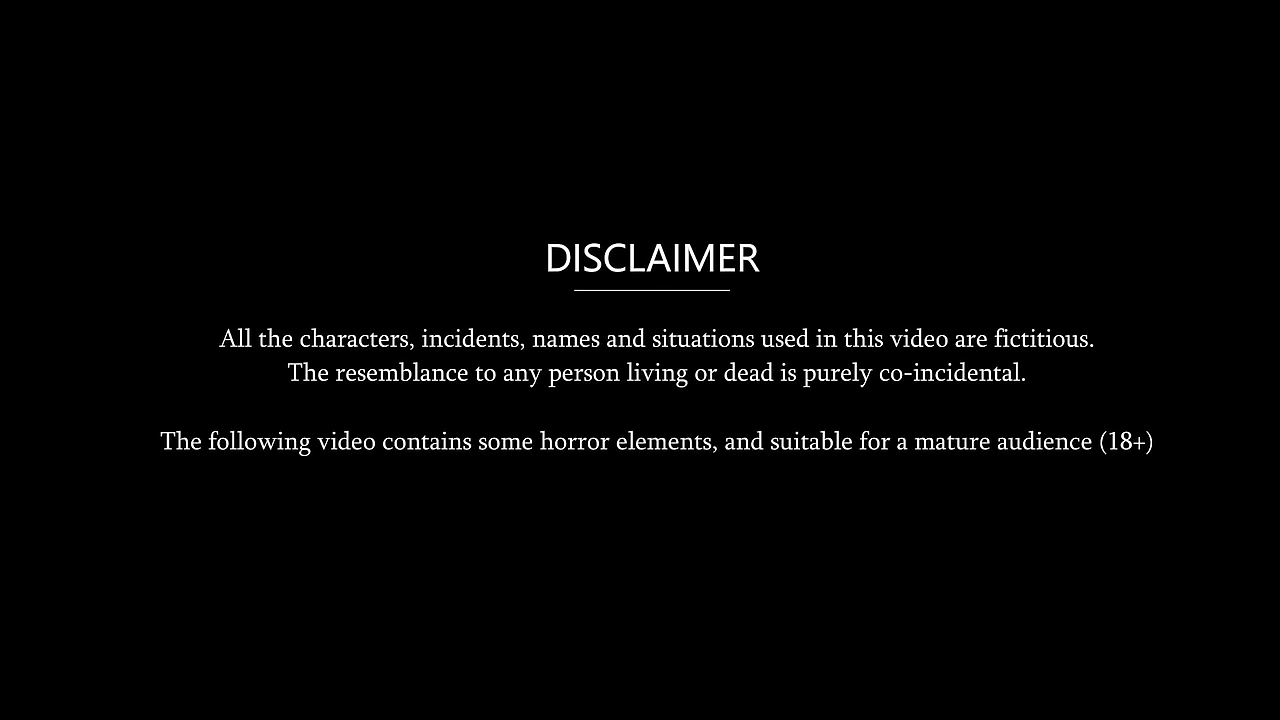 DISCLAIMER
All the characters, incidents, names and situations used in this video are fictitious.
The resemblance to any person living or dead is purely co-incidental.
The following video contains some horror elements, and suitable for a mature audience (18+)